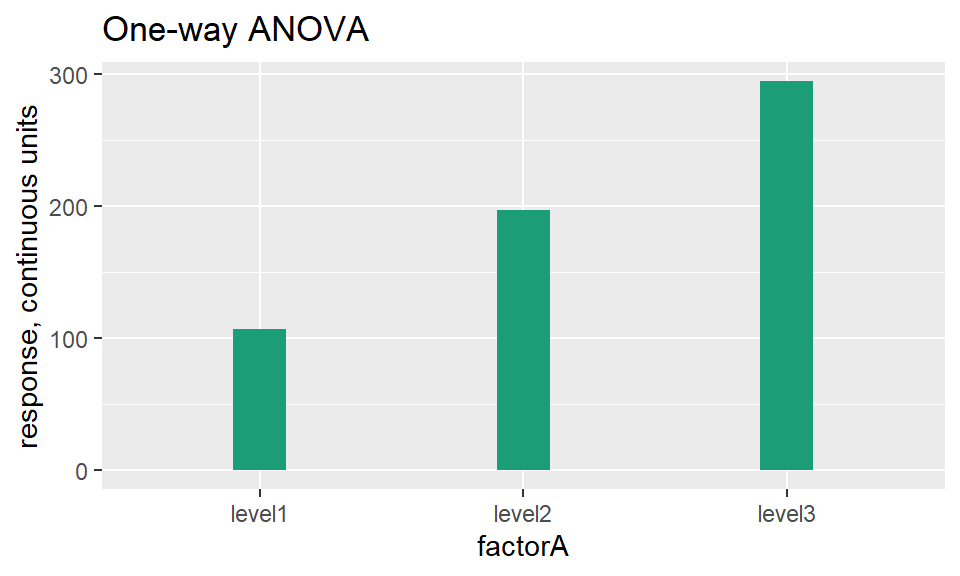 One-way ANOVA
response, continuous units
300
200
100
0
level1 level2 level3
factorA